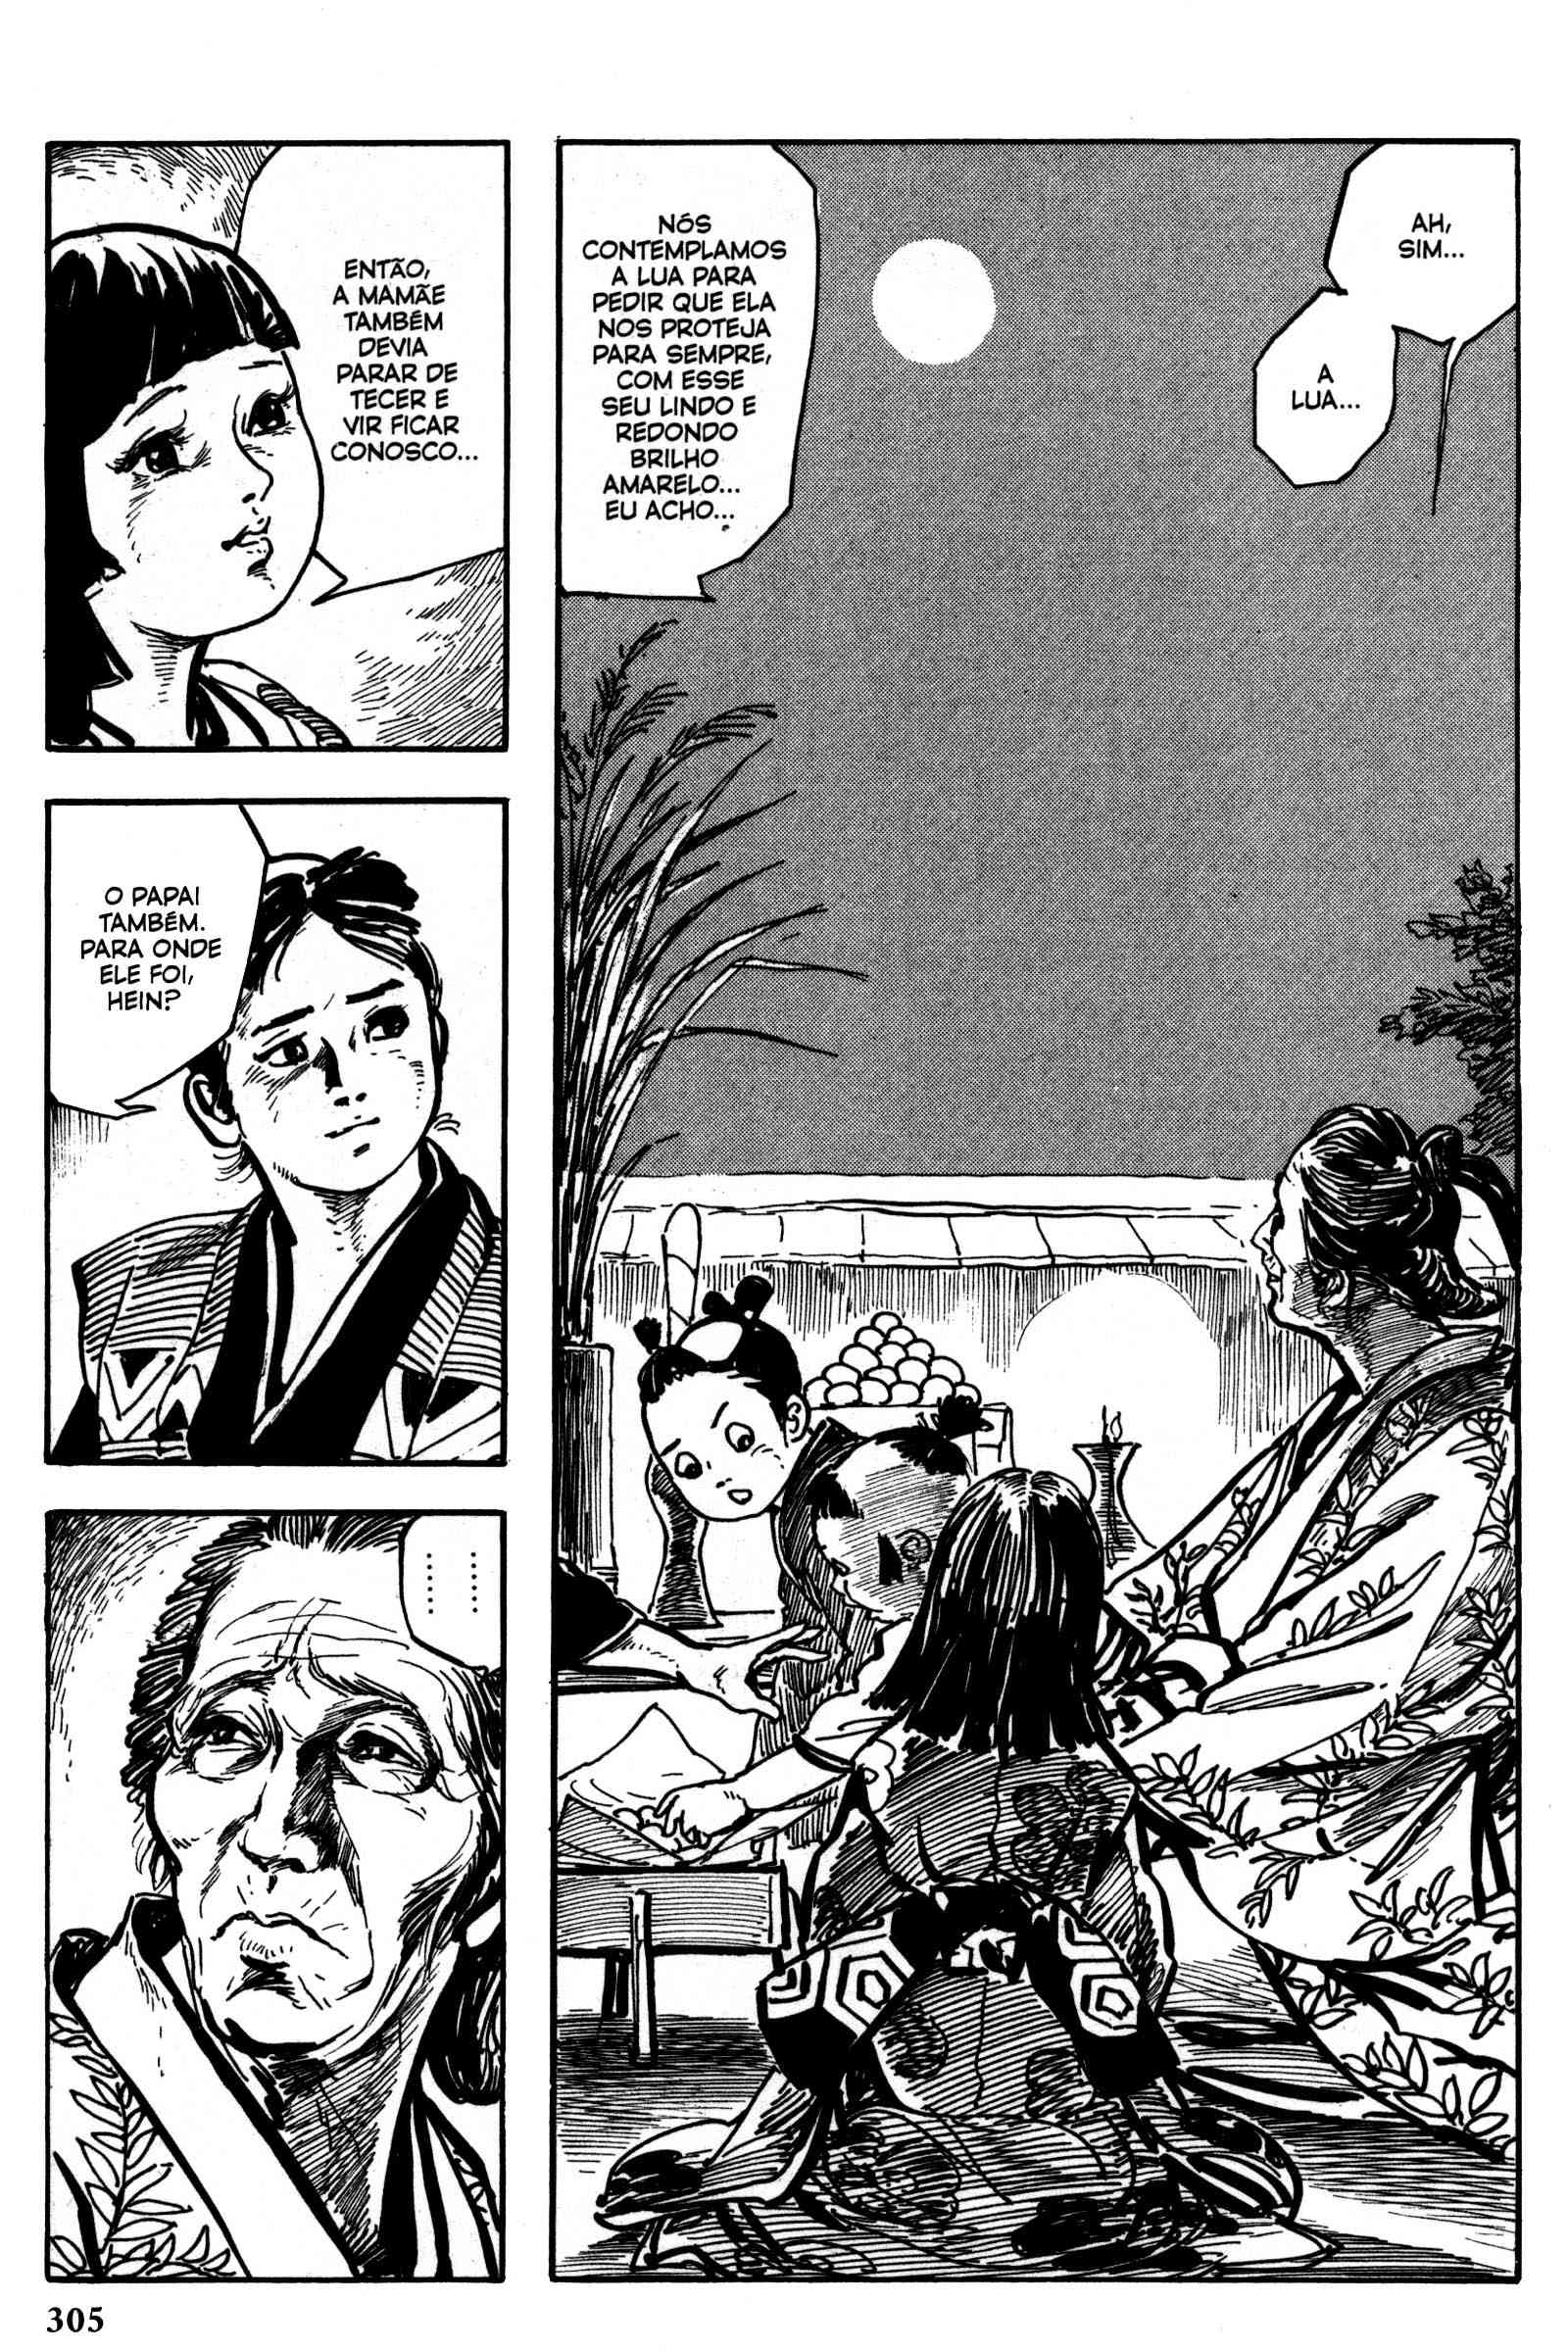 AH,
SIM...
A
LUA...
NÓS
CONTEMPLAMOS
A LUA PARA
PEDIR QUE ELA
NOS PROTEJA
PARA SEMPRE,
COM ESSE
SEU LINDO E
REDONDO
BRILHO
AMARELO...
EU ACHO...
ENTÃO,
A MAMÃE
TAMBÉM
DEVIA
PARAR DE
TECER E
VIR FICAR
CONOSCO...
O PAPAI
TAMBÉM.
PARA ONDE
ELE FOI,
HEIN?
......
......
305